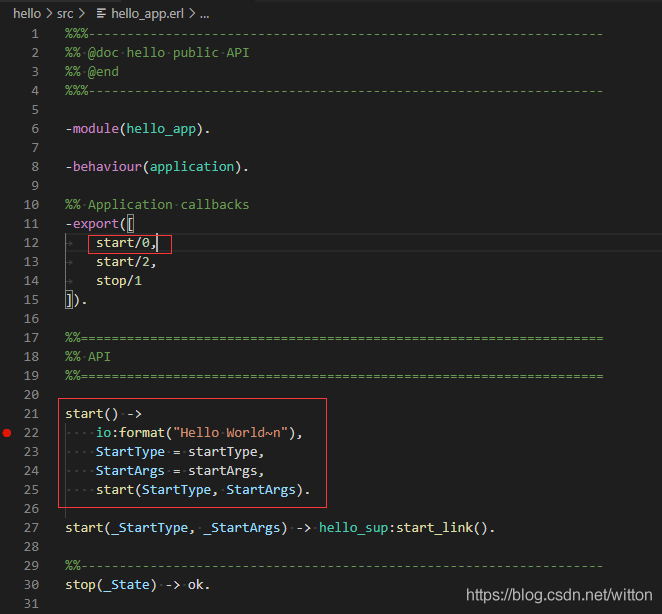 hello > src > hello_app.erl > ...
1 %%%-------------------------------------------------------------------
2 %% @doc hello public API
3 %% @end
4 %%%-------------------------------------------------------------------
5
6 -module(hello_app).
7
8 -behaviour(application).
9
10 %% Application callbacks
11 -export([
12 start/0,
13 start/2,
14 stop/1
15 ]).
16
17 %%====================================================================
18 %% API
19 %%====================================================================
20
21 start() ->
22 io:format("Hello World~n"),
23 StartType = startType,
24 StartArgs = startArgs,
25 start(StartType, StartArgs).
26
27 start(_StartType, _StartArgs) -> hello_sup:start_link().
28
29 %%--------------------------------------------------------------------
30 stop(_State) -> ok.
31
https://blog.csdn.net/witton